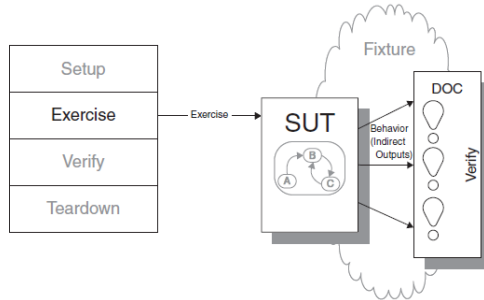 Setup
Exercise
Verify
Teardown
Exercise
Fixture
SUT
A
B
C
Behavior
(Indirect
Outputs)
DOC
Verify